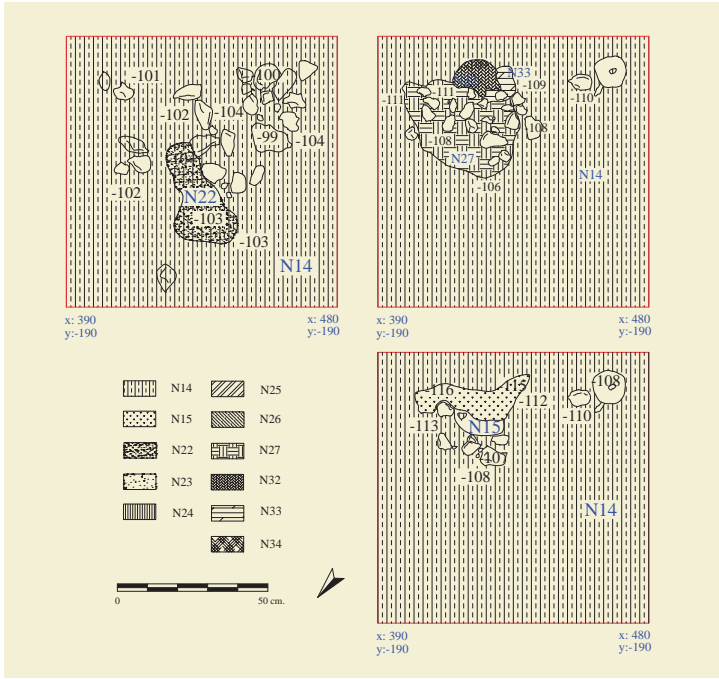 -101
100
-102
-104
-99
-104
-102
N22
-103
-103
N14
x: 390
y:-190
x: 480
y:-190
N33
-111
-111
-109
-110
-108
-108
N27
-106
N14
x: 390
y:-190
x: 480
y:-190
-116
-115
-112
-113
N15
-107
-108
-110
-108
N14
x: 390
y:-190
x: 480
y:-190
N14
N15
N22
N23
N24
N25
N26
N27
N32
N33
N34
0
50 cm.